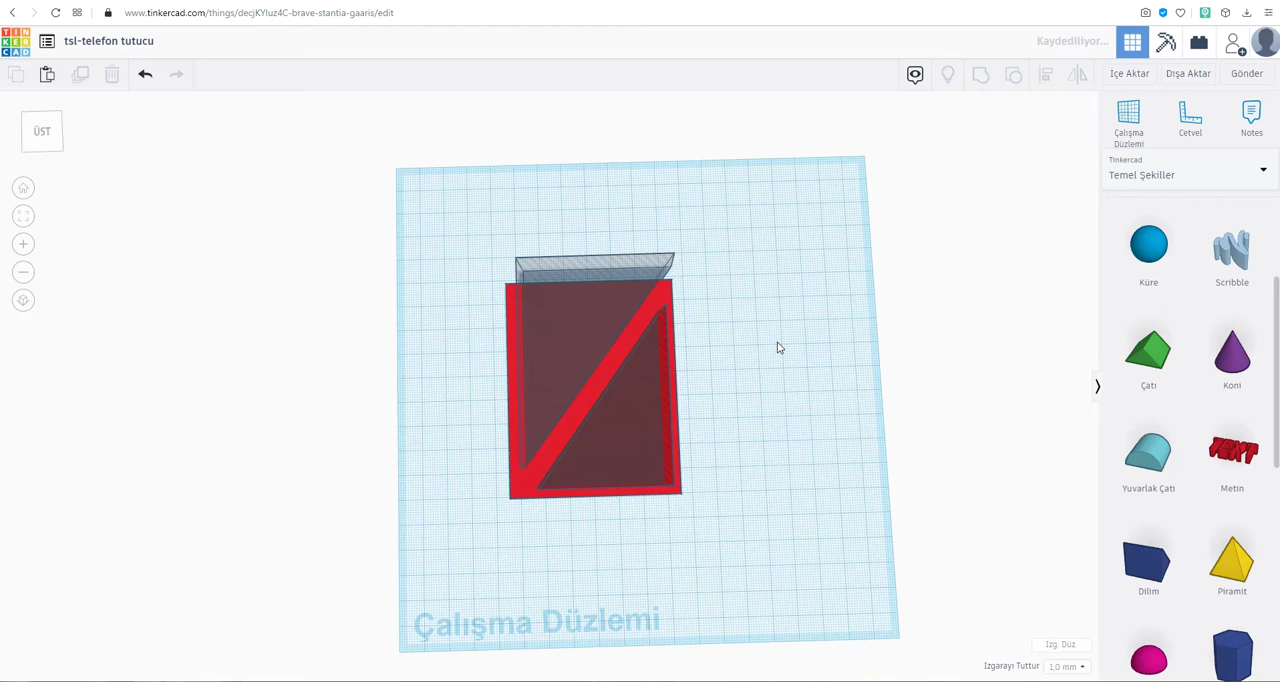 www.tinkercad.com/things/decjKYluz4C-brave-stantia-gaaris/edit
TIN
KER
CAD
tsl-telefon tutucu
Kaydediliyor...
İçe Aktar
Dışa Aktar
Gönder
ÜST
Çalışma
Düzlemi
Cetvel
Notes
Tinkercad
Temel Şekiller
Küre
Scribble
Çatı
Koni
TEXT
Yuvarlak Çatı
Metin
Dilim
Piramit
Çalışma Düzlemi
Izg. Düz.
Izgarayı Tuttur
1,0 mm